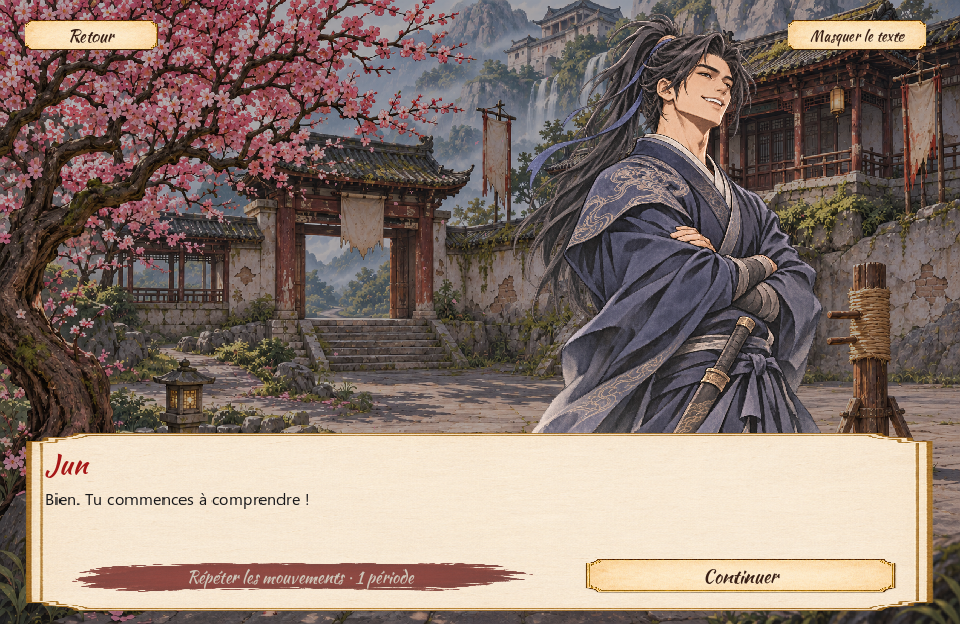 Retour
Masquer le texte
Jun
Bien. Tu commences à comprendre !
Répéter les mouvements · 1 période
Continuer